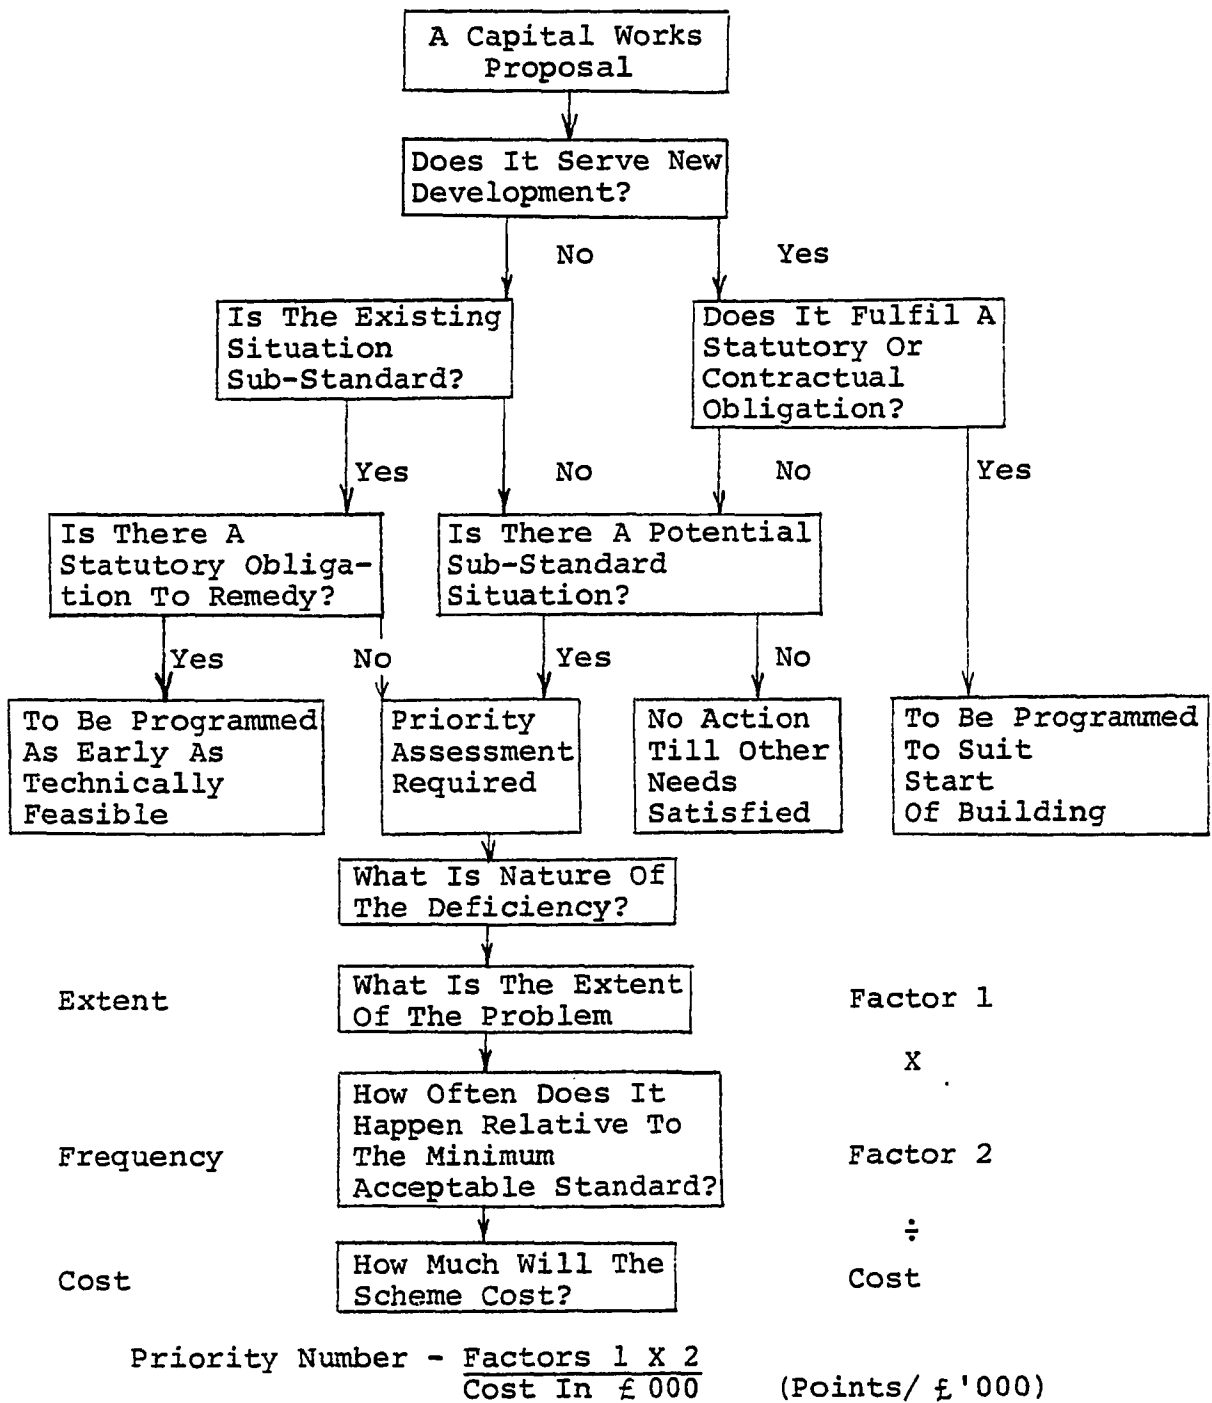 A Capital Works
Proposal
Does It Serve New
Development?
No
Yes
Is The Existing
Situation
Sub-Standard?
Does It Fulfil A
Statutory Or
Contractual
Obligation?
Yes
No
No
Yes
Is There A
Statutory Obliga-
tion To Remedy?
Is There A Potential
Sub-Standard
Situation?
Yes
No
Yes
No
To Be Programmed
As Early As
Technically
Feasible
Priority
Assessment
Required
No Action
Till Other
Needs
Satisfied
To Be Programmed
To Suit
Start
Of Building
What Is Nature Of
The Deficiency?
Extent
What Is The Extent
Of The Problem
Factor 1
X
Frequency
How Often Does It
Happen Relative To
The Minimum
Acceptable Standard?
Factor 2
÷
Cost
How Much Will The
Scheme Cost?
Cost
Priority Number - Factors 1 X 2
Cost In £000 (Points/ £'000)